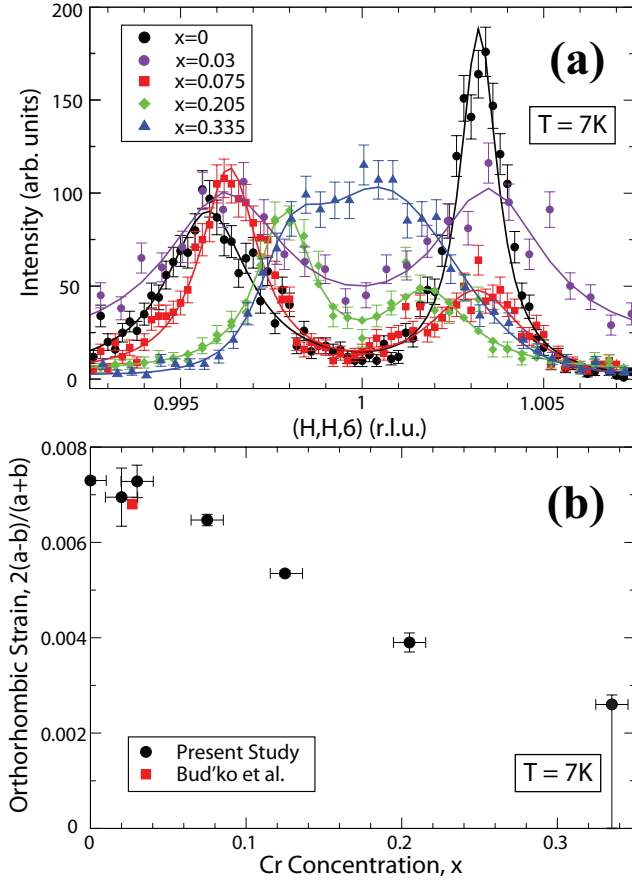 200
150
100
50
0
Intensity (arb. units)
x=0
x=0.03
x=0.075
x=0.205
x=0.335
(a)
T = 7K
0.995
1
1.005
(H,H,6) (r.l.u.)
0.008
0.006
0.004
0.002
0
Orthorhombic Strain, 2(a-b)/(a+b)
(b)
Present Study
Bud'ko et al.
T = 7K
0
0.1
0.2
0.3
Cr Concentration, x